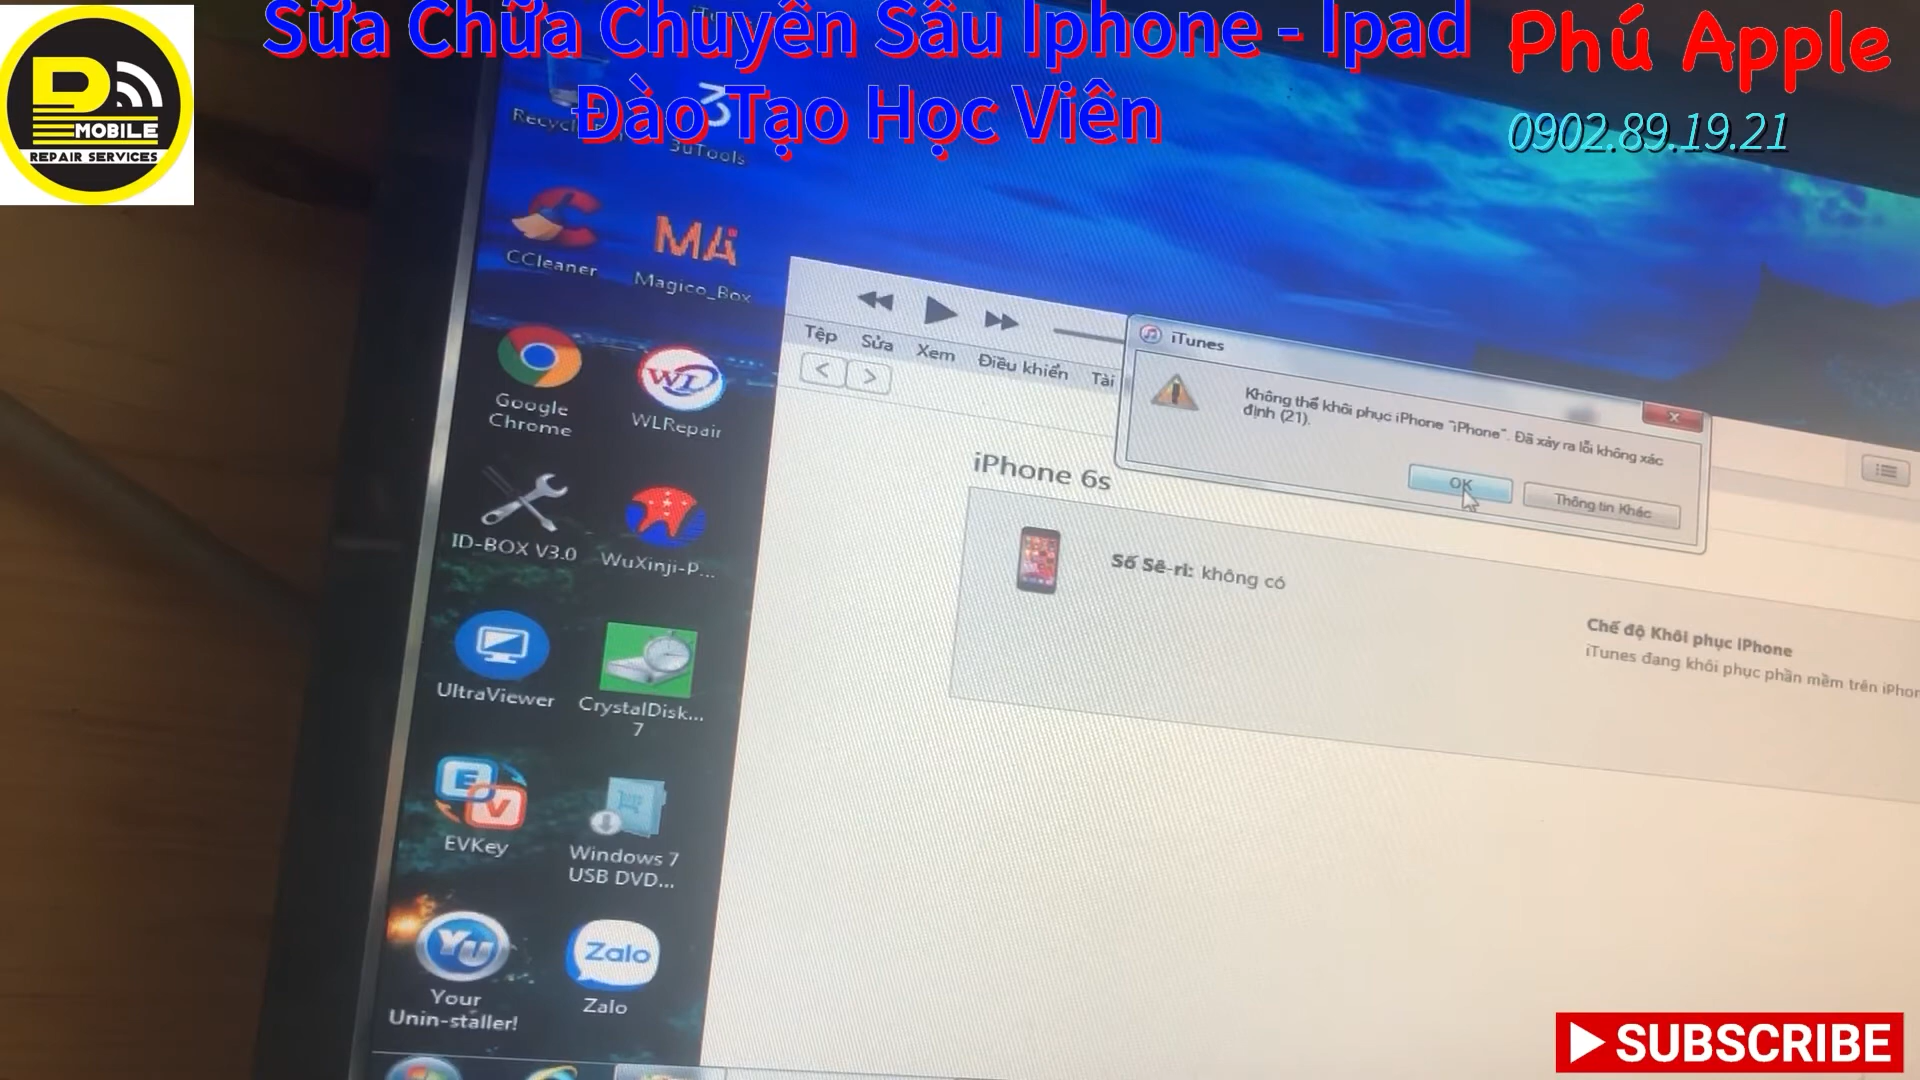 Sữa Chữa Chuyên Sâu Iphone - Ipad
Đào Tạo Học Viên
Phú Apple
0902.89.19.21
D
MOBILE
REPAIR SERVICES
3uTools
CCleaner
MA
Magico_Box
Google
Chrome
WL
WLRepair
ID-BOX V3.0
WuXinji-P...
UltraViewer
CrystalDisk...
7
E V
EVKey
Windows 7
USB DVD...
Yu
Your
Unin-staller!
Zalo
Zalo
Tệp Sửa Xem Điều khiển Tài
iPhone 6s
Số Sê-ri: không có
Chế độ Khôi phục iPhone
iTunes đang khôi phục phần mềm trên iPhon
iTunes
Không thể khôi phục iPhone "iPhone". Đã xảy ra lỗi không xác
định (21).
OK
Thông tin Khác
SUBSCRIBE